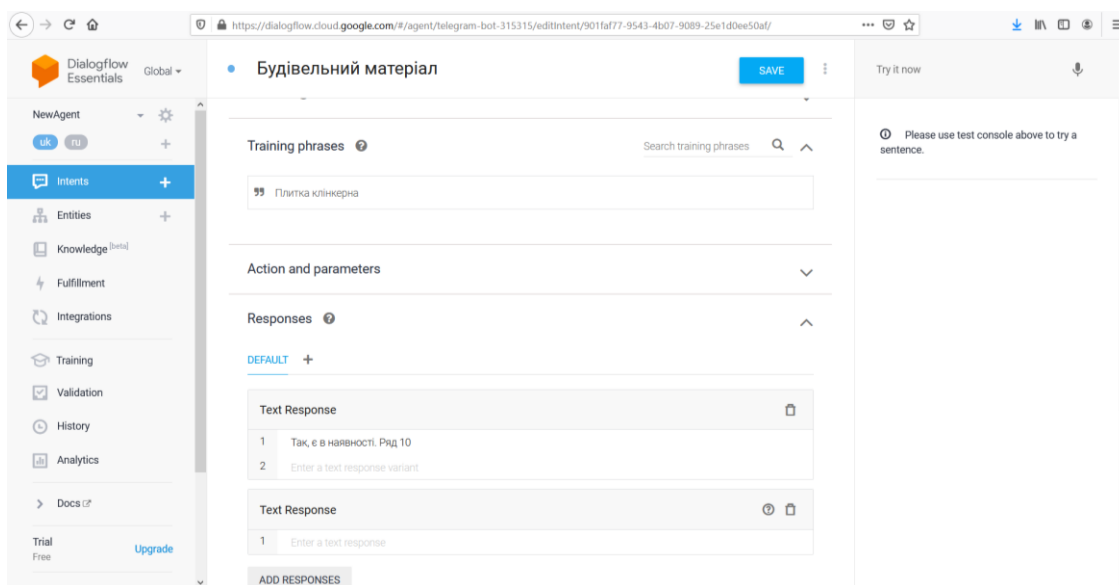 https://dialogflow.cloud.google.com/#/agent/telegram-bot-315315/editIntent/901faf77-9543-4b07-9089-25e1d0ee50af/
Dialogflow
Essentials
Global
Будівельний матеріал
SAVE
Try it now
NewAgent
uk ru
Please use test console above to try a
sentence.
Training phrases
Search training phrases
Intents
Плитка клінкерна
Entities
Knowledge [beta]
Fulfillment
Integrations
Action and parameters
Responses
DEFAULT
Training
Validation
History
Analytics
Text Response
1 Так, є в наявності. Ряд 10
2 Enter a text response variant
Docs
Text Response
1 Enter a text response
Trial
Free
Upgrade
ADD RESPONSES